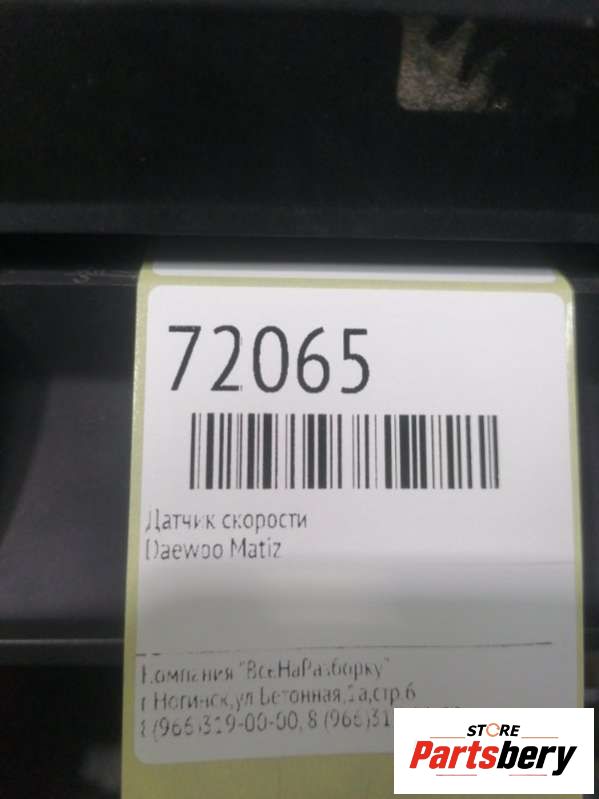 72065
Датчик скорости
Daewoo Matiz
Компания "ВсеНаРазборку"
г.Ногинск,ул.Бетонная,2а,стр.6
8(966)319-00-00, 8 (966)31
STORE
Partsbery